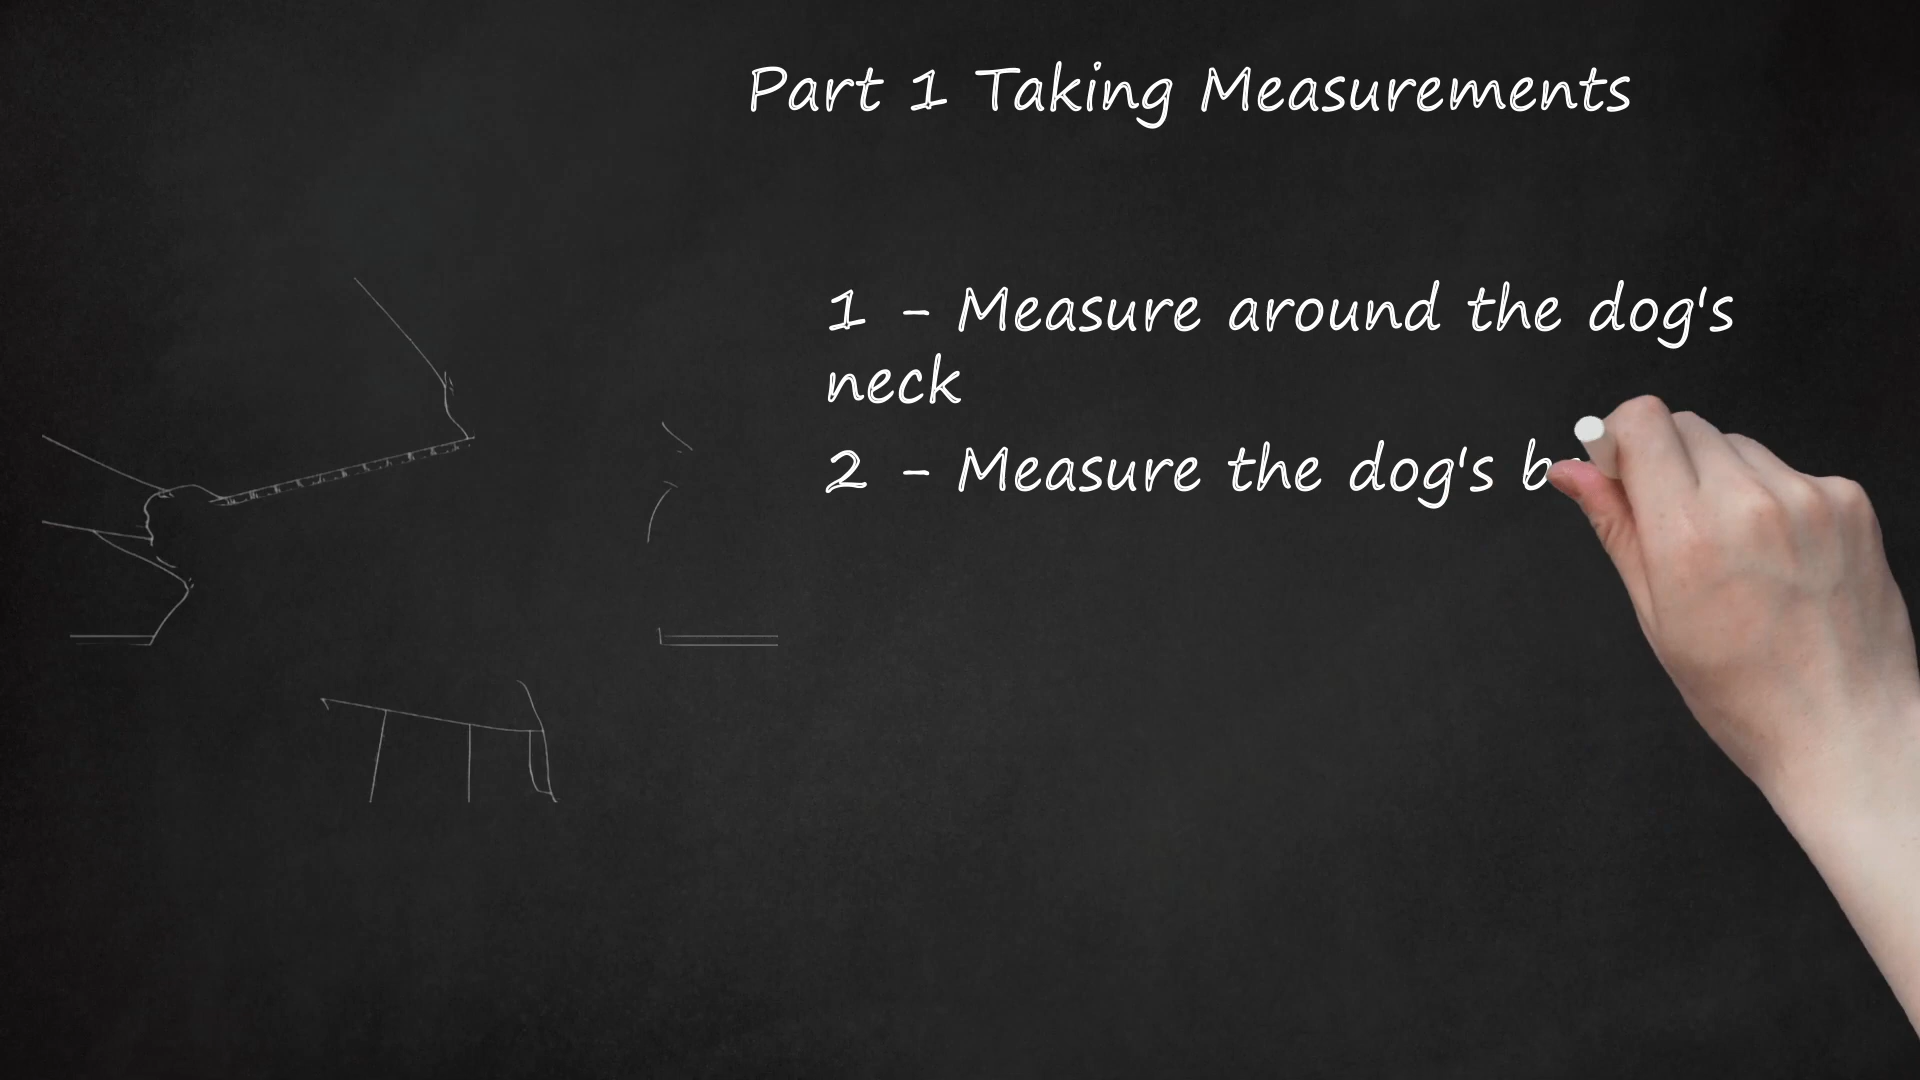 Part 1 Taking Measurements
1 - Measure around the dog's
neck
2 - Measure the dog's